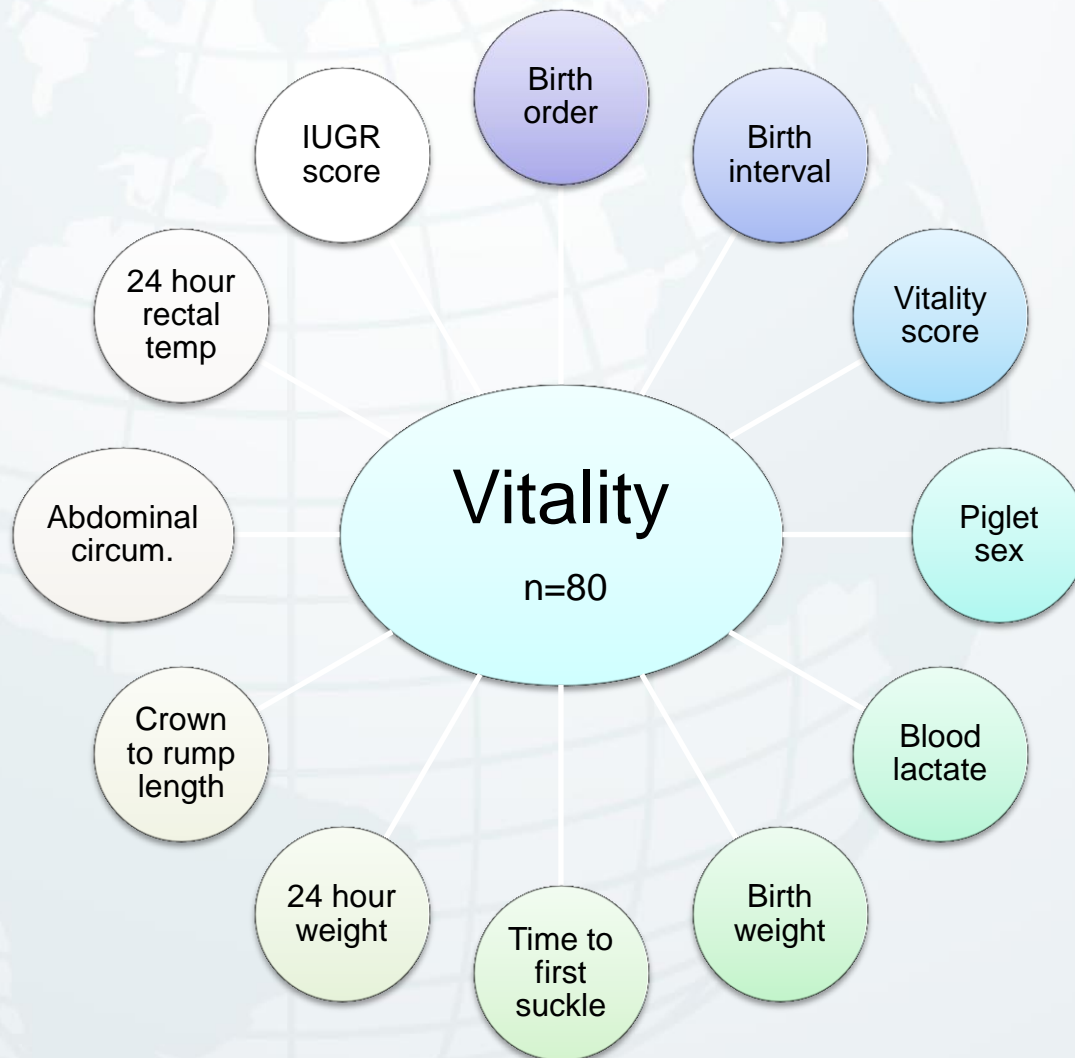 Birth
order
Birth
interval
Vitality
score
Piglet
sex
Blood
lactate
Birth
weight
Time to
first
suckle
24 hour
weight
Crown
to rump
length
Abdominal
circum.
24 hour
rectal
temp
IUGR
score
Vitality
n=80